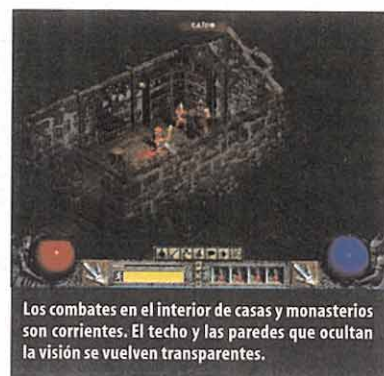 CAÍDO
Los combates en el interior de casas y monasterios
son corrientes. El techo y las paredes que ocultan
la visión se vuelven transparentes.